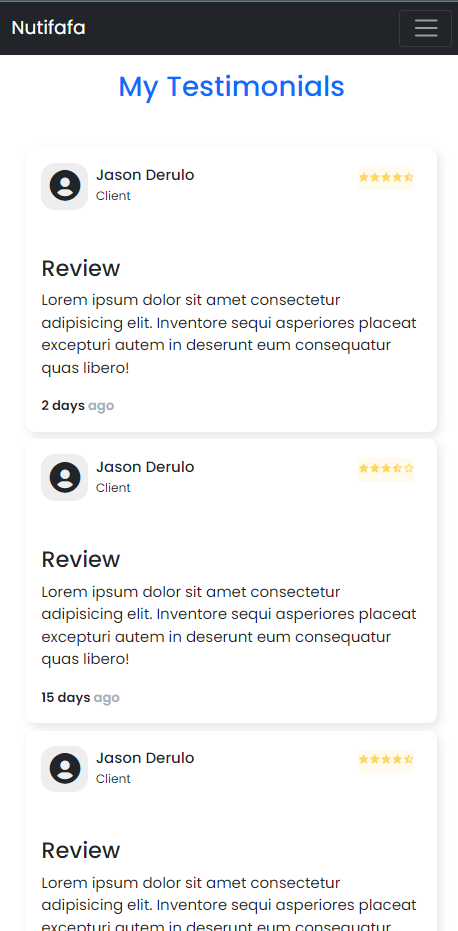 Nutifafa
My Testimonials
Jason Derulo
Client
Review
Lorem ipsum dolor sit amet consectetur
adipisicing elit. Inventore sequi asperiores placeat
excepturi autem in deserunt eum consequatur
quas libero!
2 days ago
Jason Derulo
Client
Review
Lorem ipsum dolor sit amet consectetur
adipisicing elit. Inventore sequi asperiores placeat
excepturi autem in deserunt eum consequatur
quas libero!
15 days ago
Jason Derulo
Client
Review
Lorem ipsum dolor sit amet consectetur
adipisicing elit. Inventore sequi asperiores placeat
excepturi autem in deserunt eum consequatur